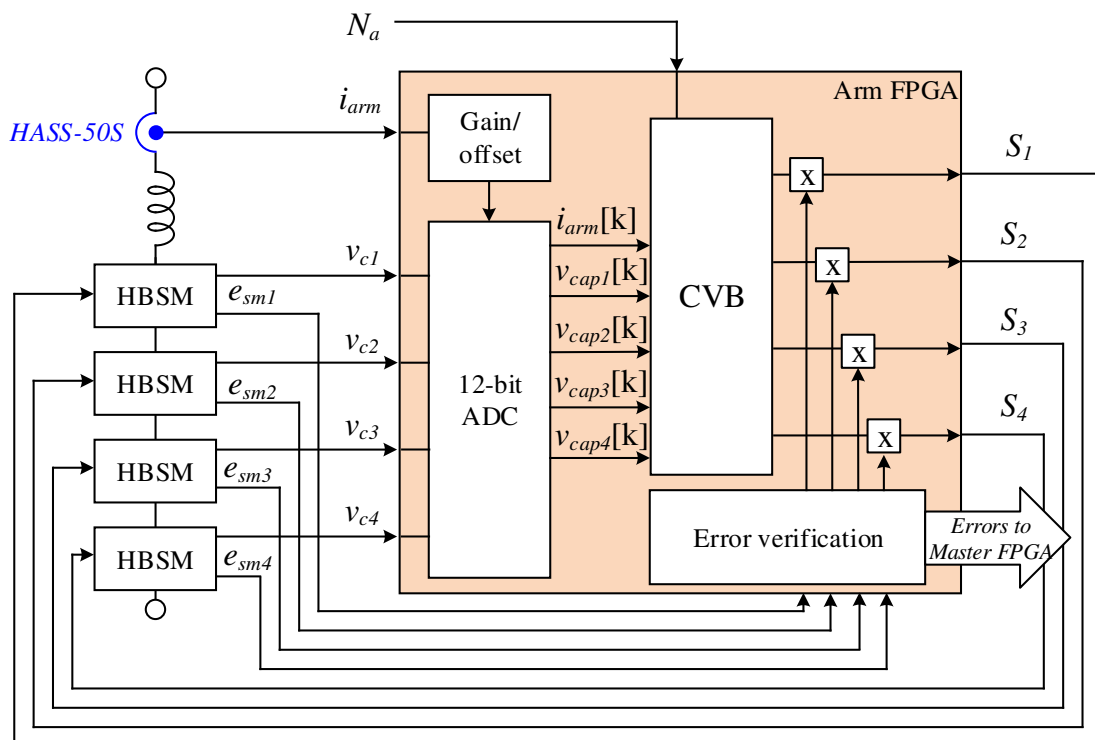 N_a
Arm FPGA
i_arm
HASS-50S
Gain/
offset
S_1
x
i_arm[k]
S_2
v_c1
v_cap1[k]
x
HBSM
e_sm1
CVB
v_cap2[k]
S_3
v_c2
x
HBSM
12-bit
ADC
e_sm2
v_cap3[k]
S_4
v_c3
v_cap4[k]
x
HBSM
e_sm3
v_c4
Errors to
Master FPGA
Error verification
HBSM
e_sm4